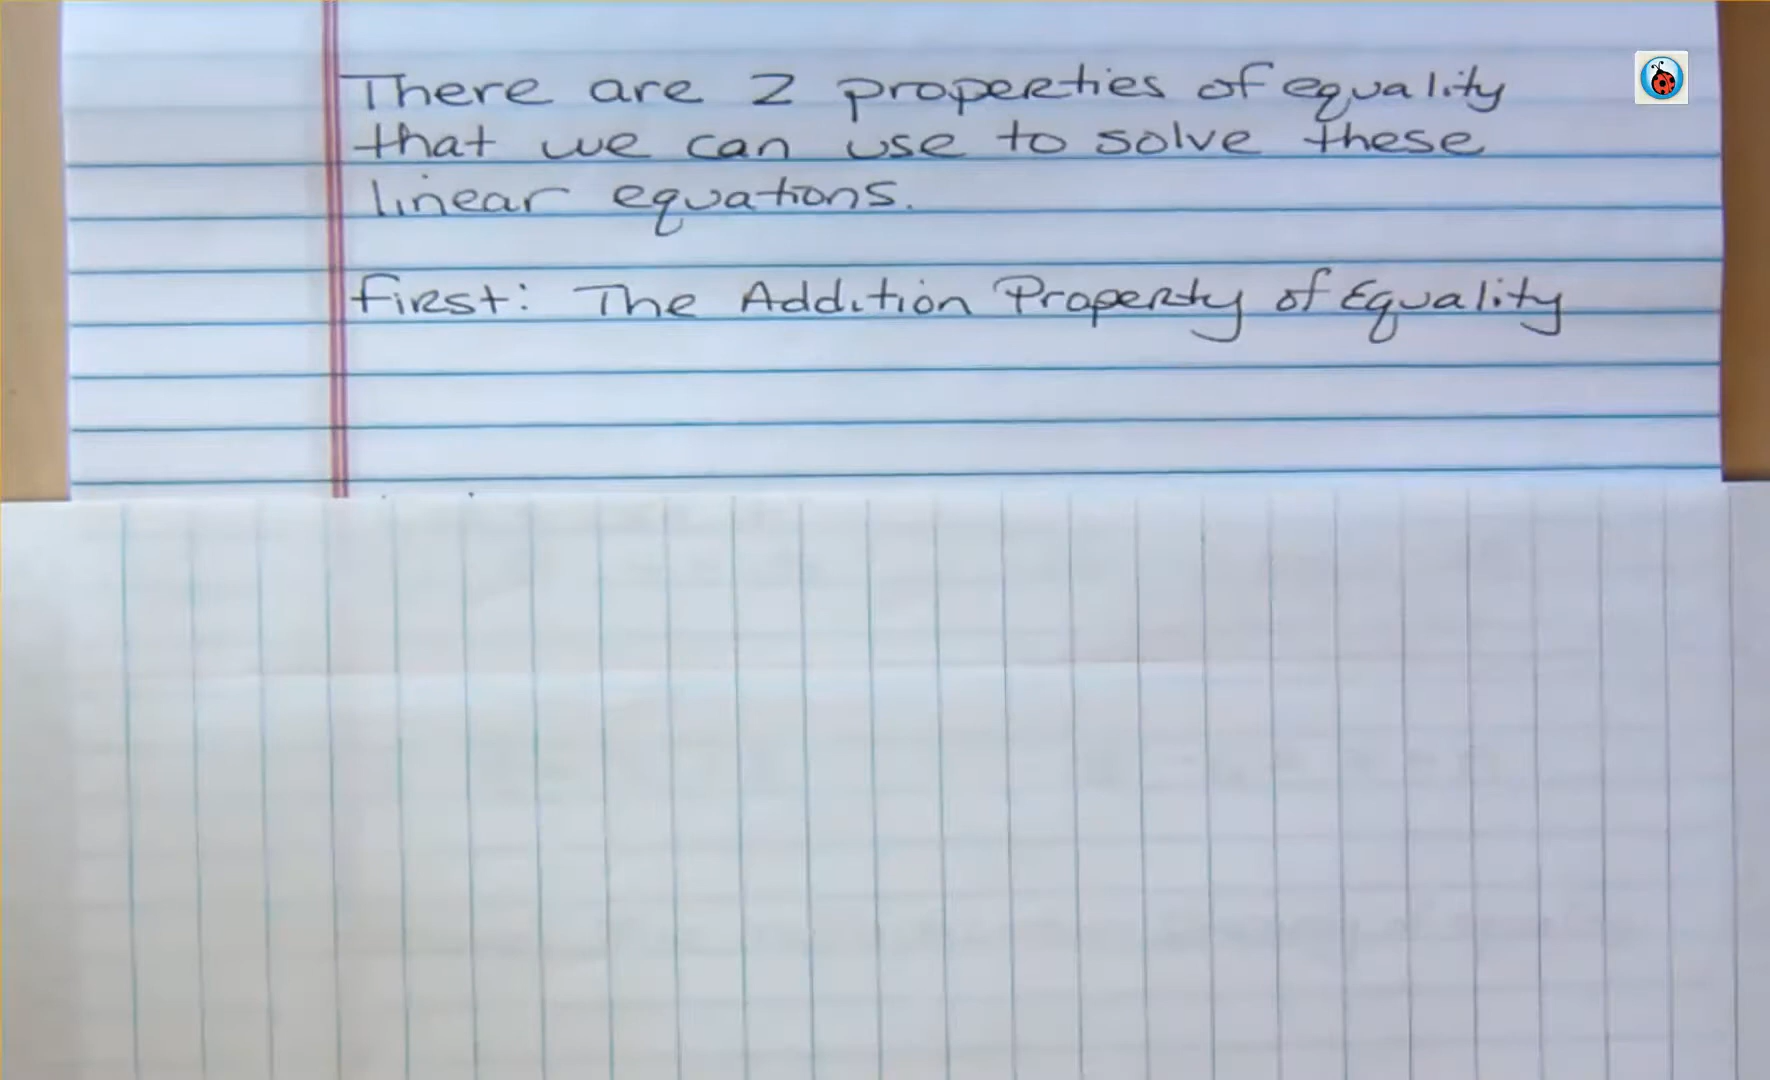 There are 2 properties of equality
that we can use to solve these
linear equations.
first: The Addition Property of Equality